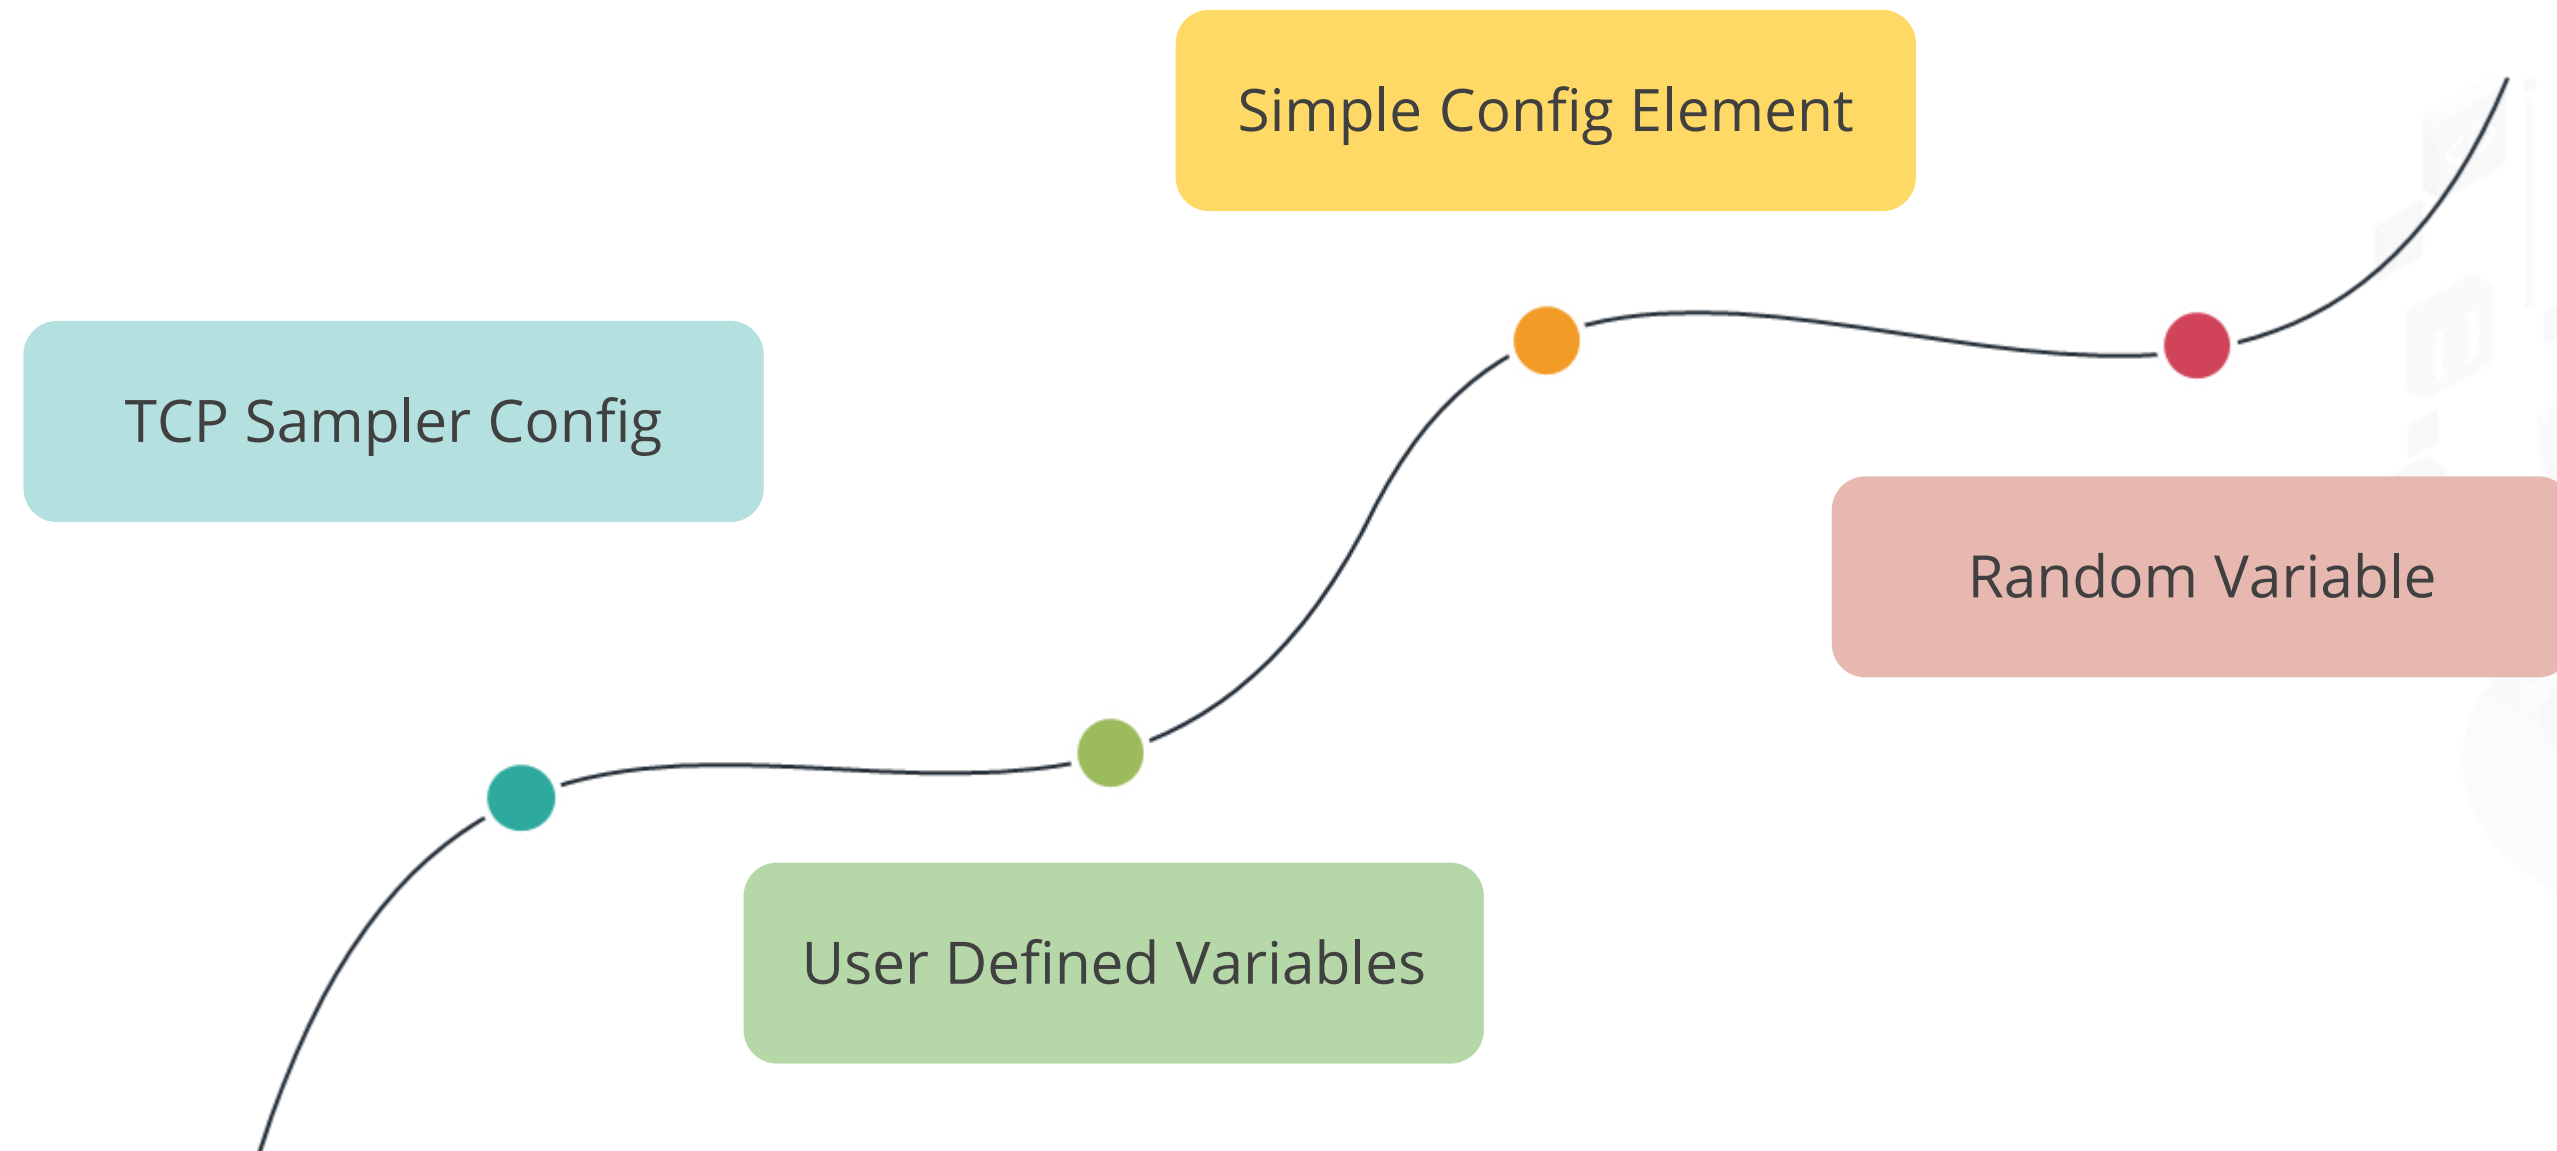 Simple Config Element
TCP Sampler Config
Random Variable
User Defined Variables